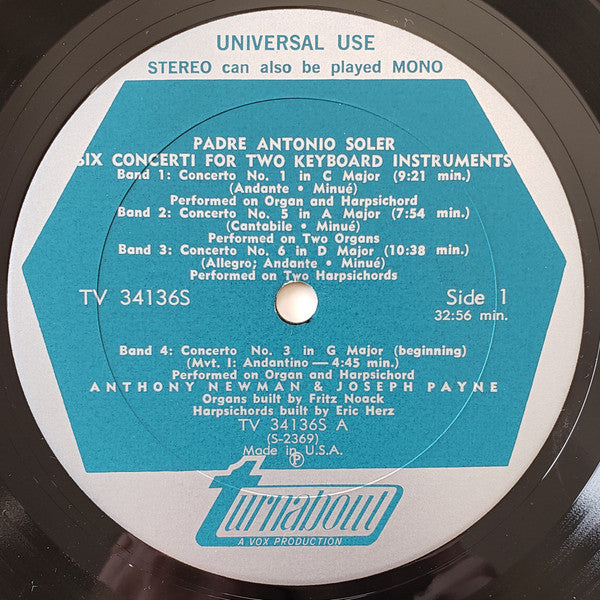 UNIVERSAL USE
STEREO can also be played MONO
PADRE ANTONIO SOLER
SIX CONCERTI FOR TWO KEYBOARD INSTRUMENTS
Band 1: Concerto No. 1 in C Major (9:21 min.)
(Andante • Minué)
Performed on Organ and Harpsichord
Band 2: Concerto No. 5 in A Major (7:54 min.)
(Cantabile • Minué)
Performed on Two Organs
Band 3: Concerto No. 6 in D Major (10:38 min.)
(Allegro; Andante • Minué)
Performed on Two Harpsichords
TV 34136S
Side 1
32:56 min.
Band 4: Concerto No. 3 in G Major (beginning)
(Mvt. I: Andantino—4:45 min.)
Performed on Organ and Harpsichord
ANTHONY NEWMAN & JOSEPH PAYNE
Organs built by Fritz Noack
Harpsichords built by Eric Herz
TV 34136S A
(S-2369)
Made in U.S.A.
℗
turnabout
A VOX PRODUCTION